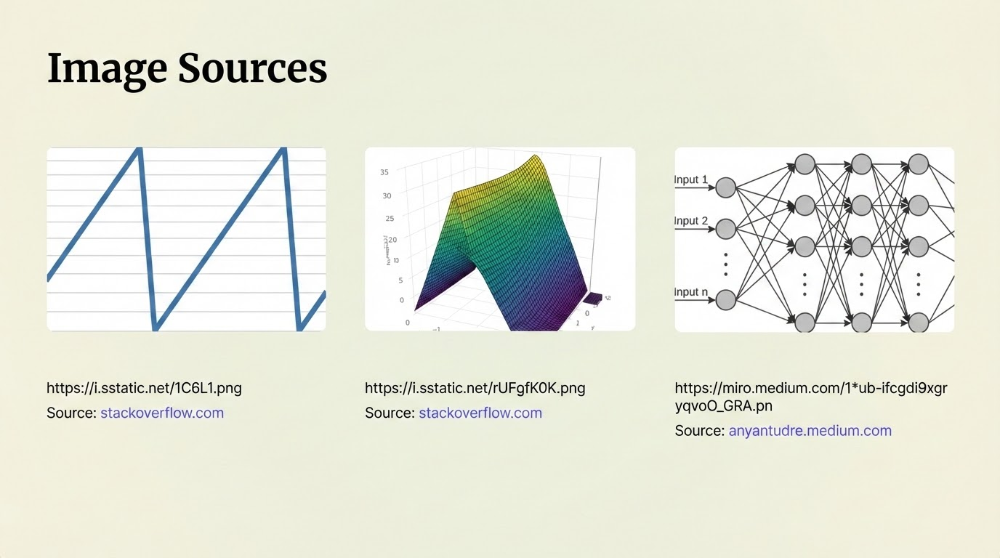 Image Sources
35
30
25
20
10
5
0
0
−1
0
1
y
Input 1
Input 2
Input n
https://i.sstatic.net/1C6L1.png
Source: stackoverflow.com
https://i.sstatic.net/rUFgfK0K.png
Source: stackoverflow.com
https://miro.medium.com/1*ub-ifcgdi9xgr
yqvoO_GRA.pn
Source: anyantudre.medium.com